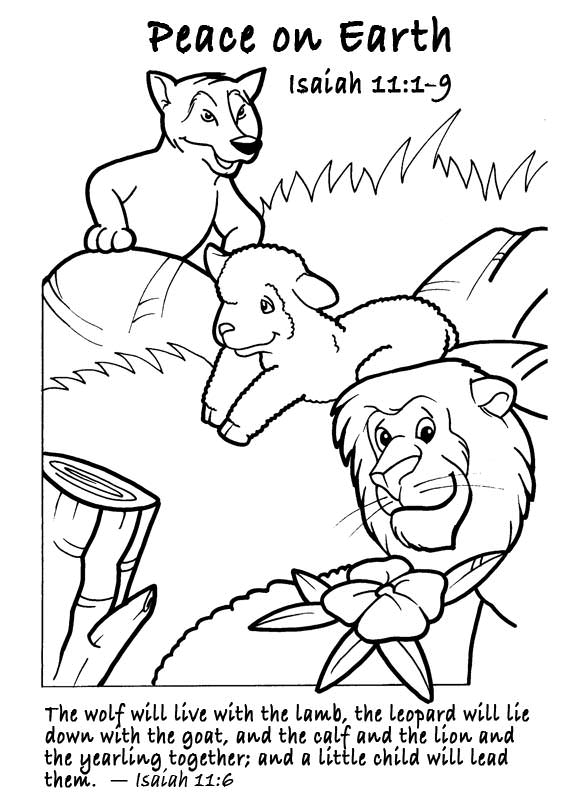 Peace on Earth
Isaiah 11:1-9
The wolf will live with the lamb, the leopard will lie
down with the goat, and the calf and the lion and
the yearling together; and a little child will lead
them. — Isaiah 11:6